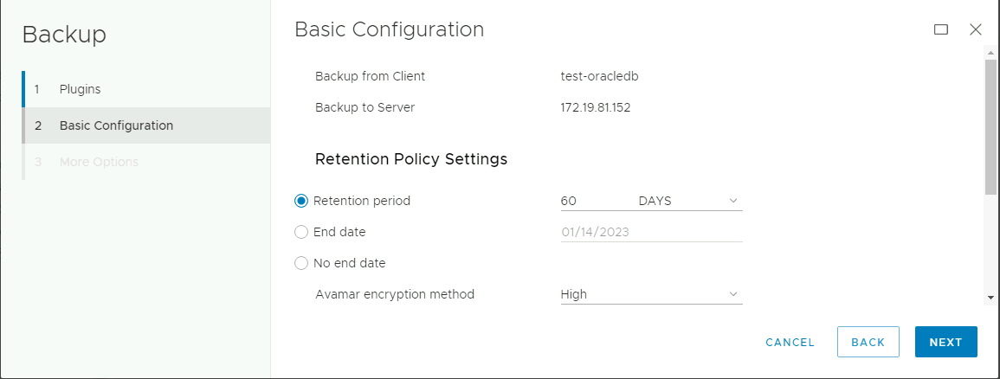 Backup
1 Plugins
2 Basic Configuration
3 More Options
Basic Configuration
Backup from Client test-oracledb
Backup to Server 172.19.81.152
Retention Policy Settings
Retention period 60 DAYS
End date 01/14/2023
No end date
Avamar encryption method High
CANCEL BACK NEXT